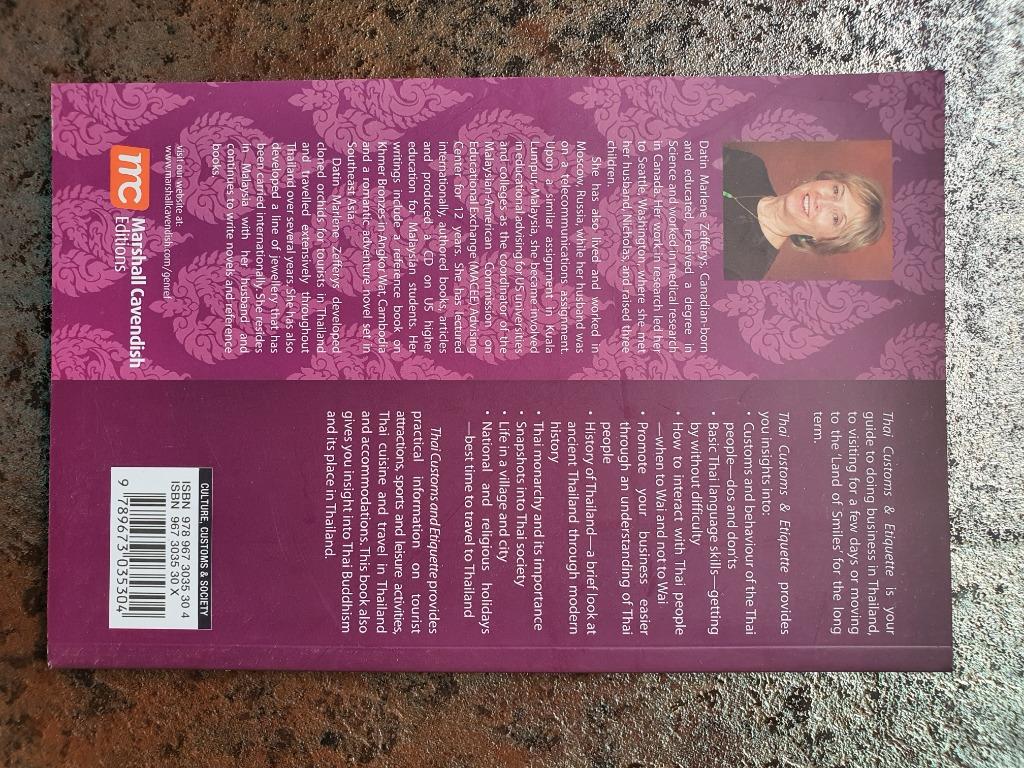 Datin Marlene Zefferys, Canadian-born
and educated, received a degree in
Science and worked in medical research
in Canada. Her work in research led her
to Seattle, Washington, where she met
her husband, Nicholas, and raised three
children.
She has also lived and worked in
Moscow, Russia, while her husband was
on a telecommunications assignment.
Upon a similar assignment in Kuala
Lumpur, Malaysia, she became involved
in educational advising for US universities
and colleges as the coordinator of the
Malaysian-American Commission on
Educational Exchange (MACEE) Advising
Center for 12 years. She has lectured
internationally, authored books, articles
and produced a CD on US higher
education for Malaysian students. Her
writings include a reference book on
Khmer Bronzes in Angkor Wat, Cambodia
and a romantic adventure novel set in
Southeast Asia.
Datin Marlene Zefferys developed
cloned orchids for tourists in Thailand
and travelled extensively throughout
Thailand over several years. She has also
developed a line of jewellery that has
been carried internationally. She resides
in Malaysia with her husband and
continues to write novels and reference
books.
visit our website at:
www.marshallcavendish.com/genref
mc Marshall Cavendish
Editions
Thai Customs & Etiquette is your
guide to doing business in Thailand,
to visiting for a few days or moving
to the 'Land of Smiles' for the long
term.
Thai Customs & Etiquette provides
you insights into:
• Customs and behaviour of the Thai
people—dos and don'ts
• Basic Thai language skills—getting
by without difficulty
• How to interact with Thai people
—when to Wai and not to Wai
• Promote your business easier
through an understanding of Thai
people
• History of Thailand—a brief look at
ancient Thailand through modern
history
• Thai monarchy and its importance
• Snapshots into Thai society
• Life in a village and city
• National and religious holidays
—best time to travel to Thailand
Thai Customs and Etiquette provides
practical information on tourist
attractions, sports and leisure activities,
Thai cuisine and travel in Thailand
and accommodations. This book also
gives you insight into Thai Buddhism
and its place in Thailand.
CULTURE, CUSTOMS & SOCIETY
ISBN 978 967 3035 30 4
ISBN 967 3035 30 X
9 789673 035304